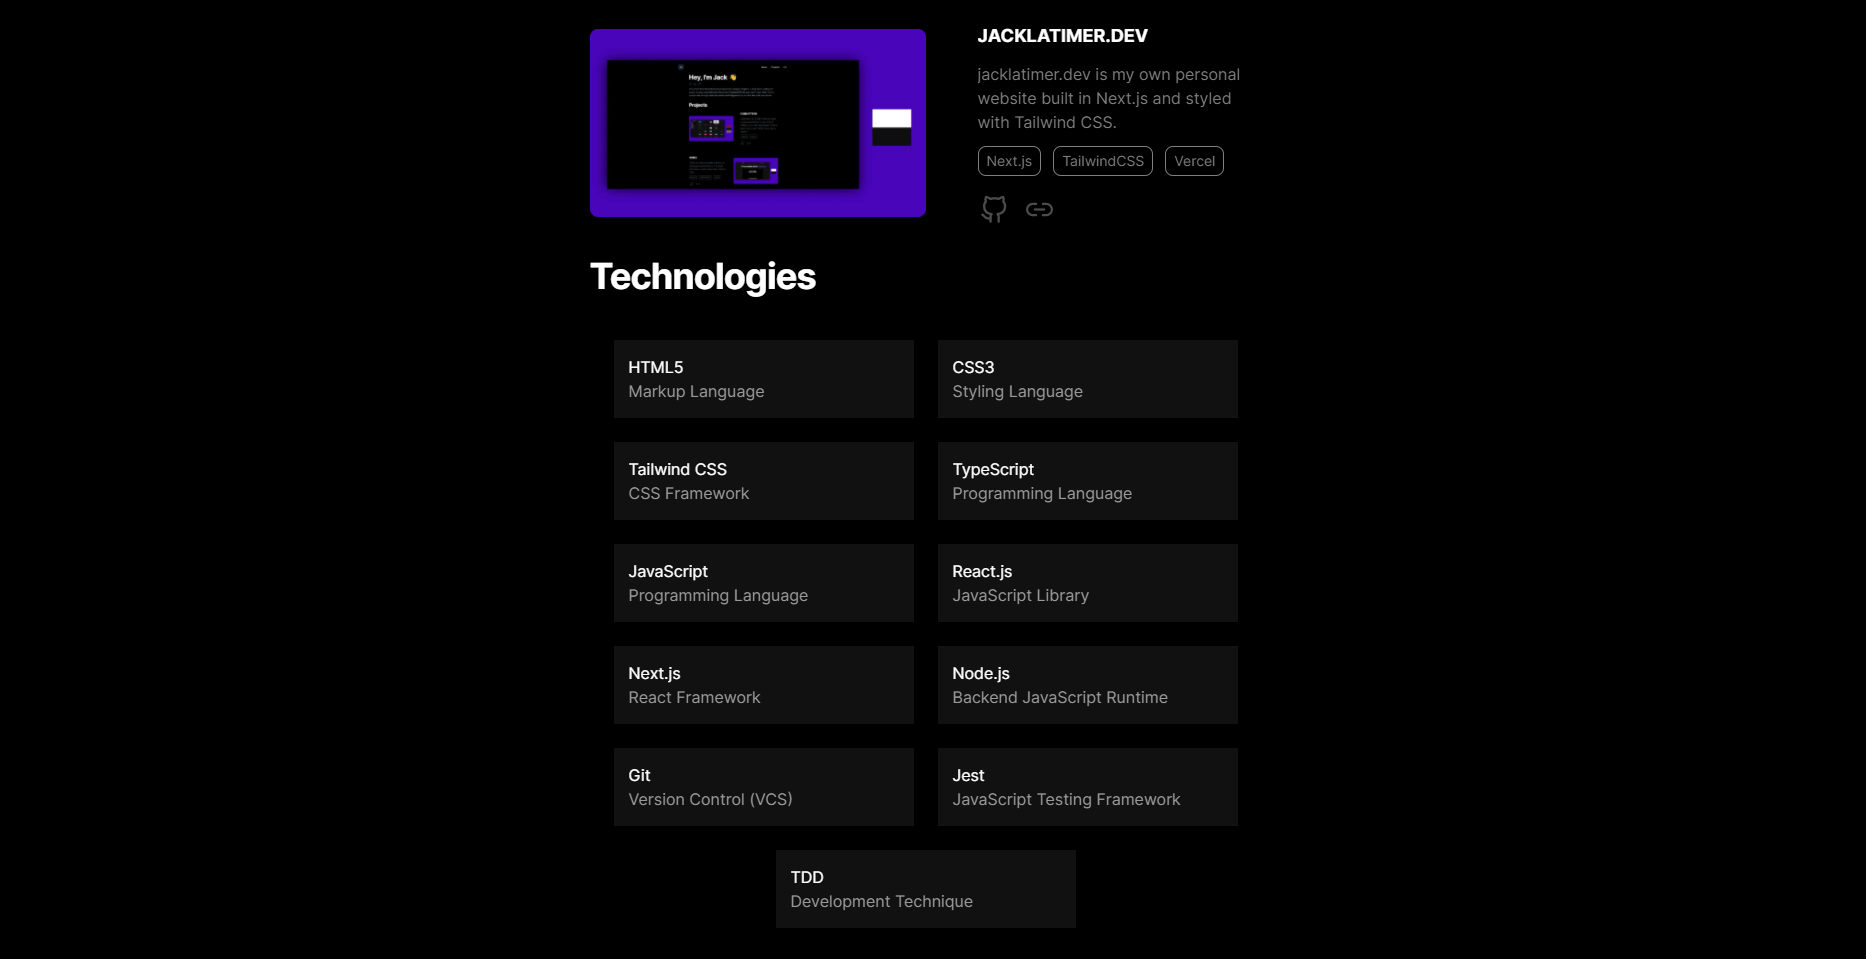 Hey, I'm Jack 👋
Projects
JACKLATIMER.DEV
jacklatimer.dev is my own personal
website built in Next.js and styled
with Tailwind CSS.
Next.js TailwindCSS Vercel
Technologies
HTML5
Markup Language
CSS3
Styling Language
Tailwind CSS
CSS Framework
TypeScript
Programming Language
JavaScript
Programming Language
React.js
JavaScript Library
Next.js
React Framework
Node.js
Backend JavaScript Runtime
Git
Version Control (VCS)
Jest
JavaScript Testing Framework
TDD
Development Technique